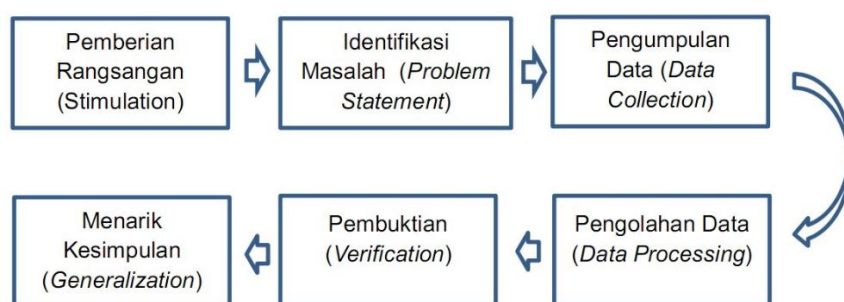 Pemberian
Rangsangan
(Stimulation)
Identifikasi
Masalah (Problem
Statement)
Pengumpulan
Data (Data
Collection)
Pengolahan Data
(Data Processing)
Pembuktian
(Verification)
Menarik
Kesimpulan
(Generalization)